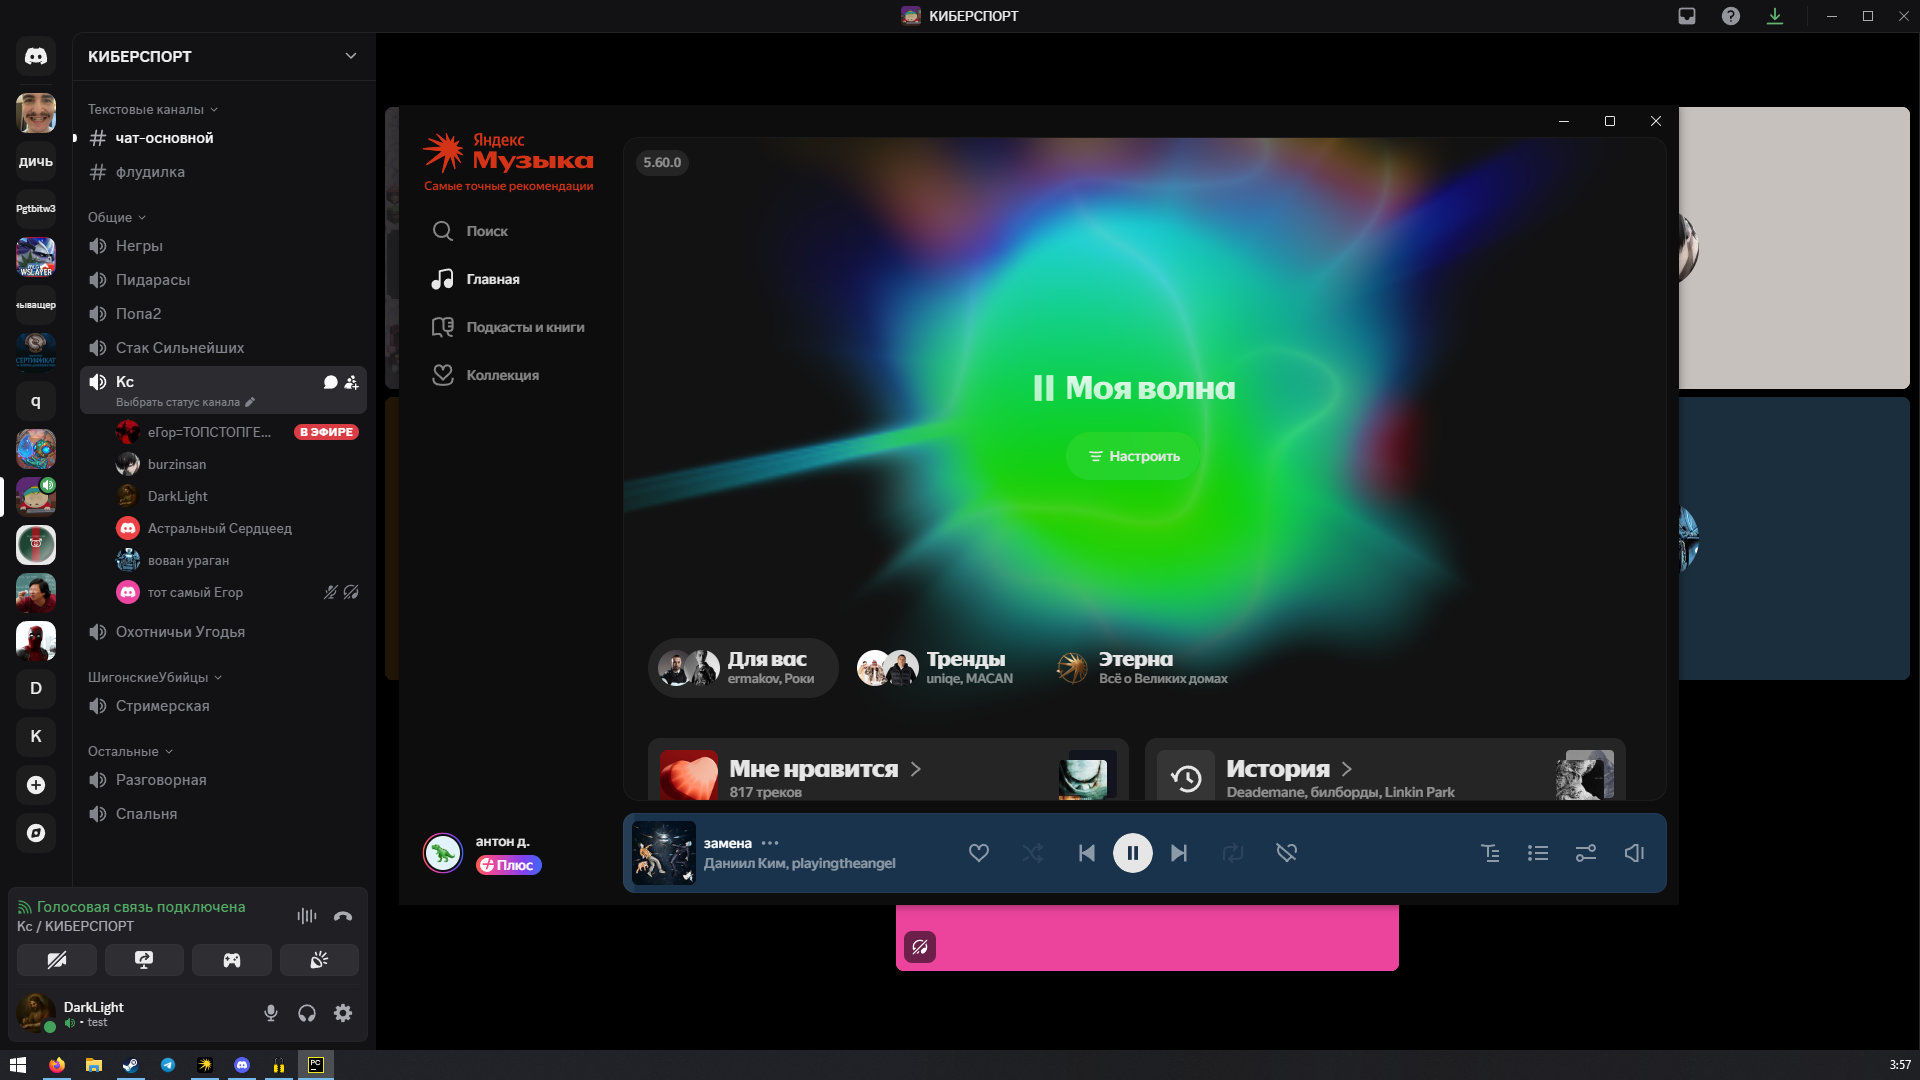 КИБЕРСПОРТ
КИБЕРСПОРТ
Текстовые каналы
чат-основной
флудилка
Общие
Негры
Пидарасы
Попа2
Стак Сильнейших
Кс
Выбрать статус канала
еГор=ТОПСТОПГЕ...
В ЭФИРЕ
burzinsan
DarkLight
Астральный Сердцеед
вован ураган
тот самый Егор
Охотничьи Угодья
ШигонскиеУбийцы
Стримерская
Остальные
Разговорная
Спальня
Голосовая связь подключена
Кс / КИБЕРСПОРТ
DarkLight
• test
дичь
Pgtbitw3
WSLAYER
СЕРТИФИКАТ
q
D
K
Яндекс
Музыка
Самые точные рекомендации
Поиск
Главная
Подкасты и книги
Коллекция
антон д.
Плюс
5.60.0
Моя волна
Настроить
Для вас
ermakov, Роки
Тренды
uniqe, MACAN
Этерна
Всё о Великих домах
Мне нравится
817 треков
История
Deademane, билборды, Linkin Park
замена
Даниил Ким, playingtheangel
PC
3:57